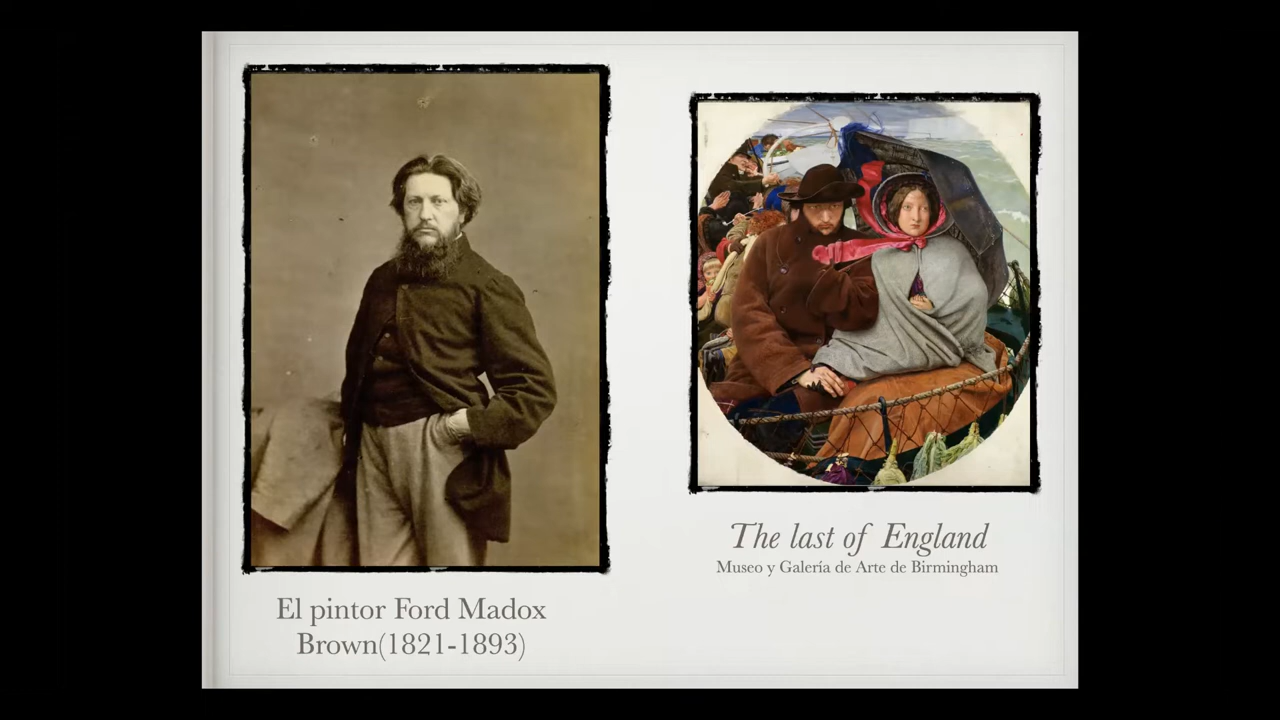 El pintor Ford Madox
Brown(1821-1893)
The last of England
Museo y Galería de Arte de Birmingham